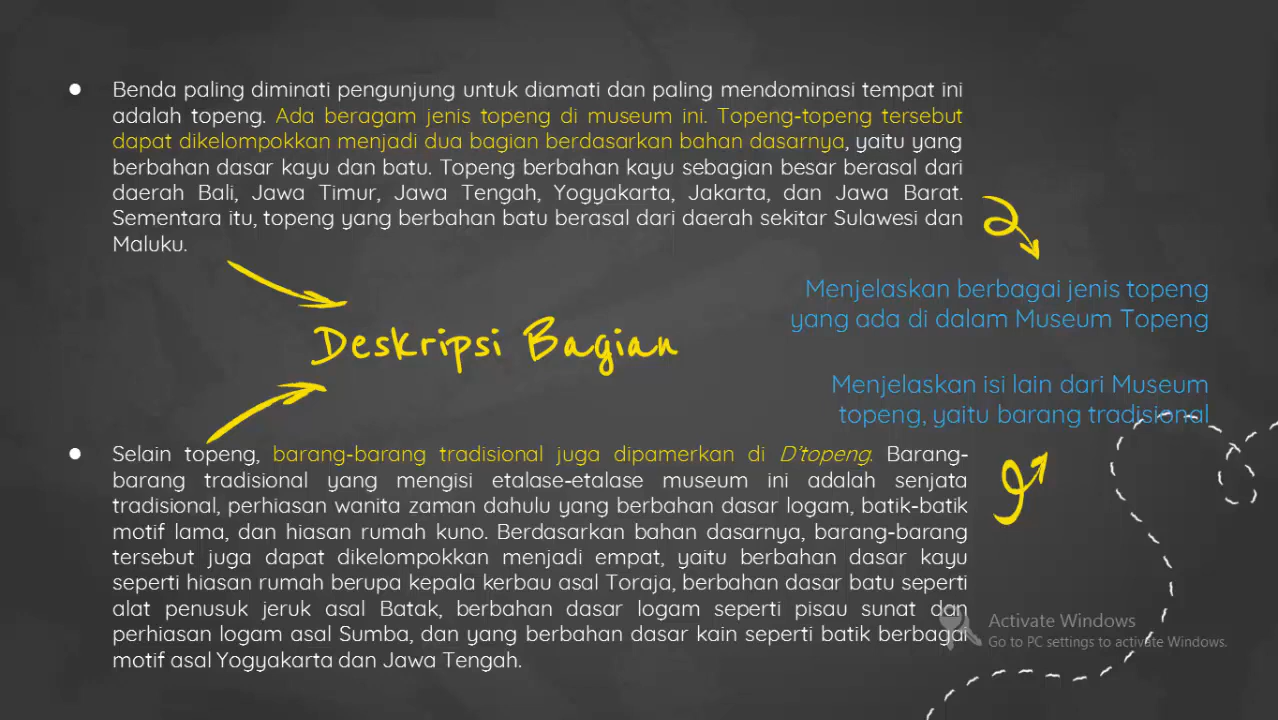 Benda paling diminati pengunjung untuk diamati dan paling mendominasi tempat ini
adalah topeng. Ada beragam jenis topeng di museum ini. Topeng-topeng tersebut
dapat dikelompokkan menjadi dua bagian berdasarkan bahan dasarnya, yaitu yang
berbahan dasar kayu dan batu. Topeng berbahan kayu sebagian besar berasal dari
daerah Bali, Jawa Timur, Jawa Tengah, Yogyakarta, Jakarta, dan Jawa Barat.
Sementara itu, topeng yang berbahan batu berasal dari daerah sekitar Sulawesi dan
Maluku.
Menjelaskan berbagai jenis topeng
yang ada di dalam Museum Topeng
Deskripsi Bagian
Menjelaskan isi lain dari Museum
topeng, yaitu barang tradisional
Selain topeng, barang-barang tradisional juga dipamerkan di D'topeng. Barang-
barang tradisional yang mengisi etalase-etalase museum ini adalah senjata
tradisional, perhiasan wanita zaman dahulu yang berbahan dasar logam, batik-batik
motif lama, dan hiasan rumah kuno. Berdasarkan bahan dasarnya, barang-barang
tersebut juga dapat dikelompokkan menjadi empat, yaitu berbahan dasar kayu
seperti hiasan rumah berupa kepala kerbau asal Toraja, berbahan dasar batu seperti
alat penusuk jeruk asal Batak, berbahan dasar logam seperti pisau sunat dan
perhiasan logam asal Sumba, dan yang berbahan dasar kain seperti batik berbagai
motif asal Yogyakarta dan Jawa Tengah.
Activate Windows
Go to PC settings to activate Windows.